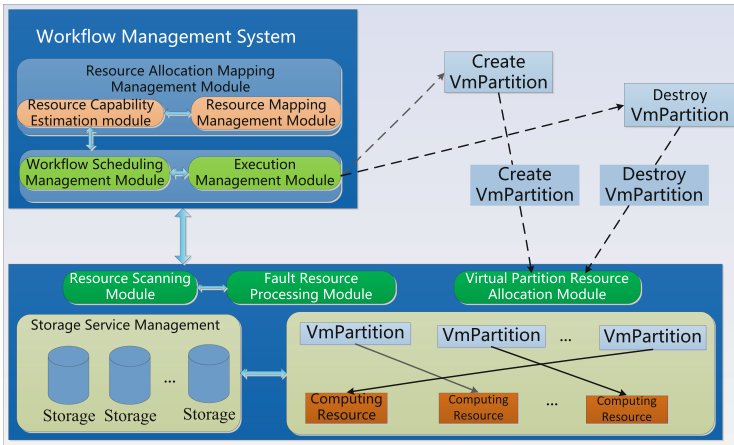 Workflow Management System
Resource Allocation Mapping
Management Module
Resource Capability
Estimation module
Resource Mapping
Management Module
Workflow Scheduling
Management Module
Execution
Management Module
Create
VmPartition
Destroy
VmPartition
Create
VmPartition
Destroy
VmPartition
Resource Scanning
Module
Fault Resource
Processing Module
Virtual Partition Resource
Allocation Module
Storage Service Management
Storage
Storage
...
Storage
VmPartition
VmPartition
...
VmPartition
Computing
Resource
Computing
Resource
...
Computing
Resource